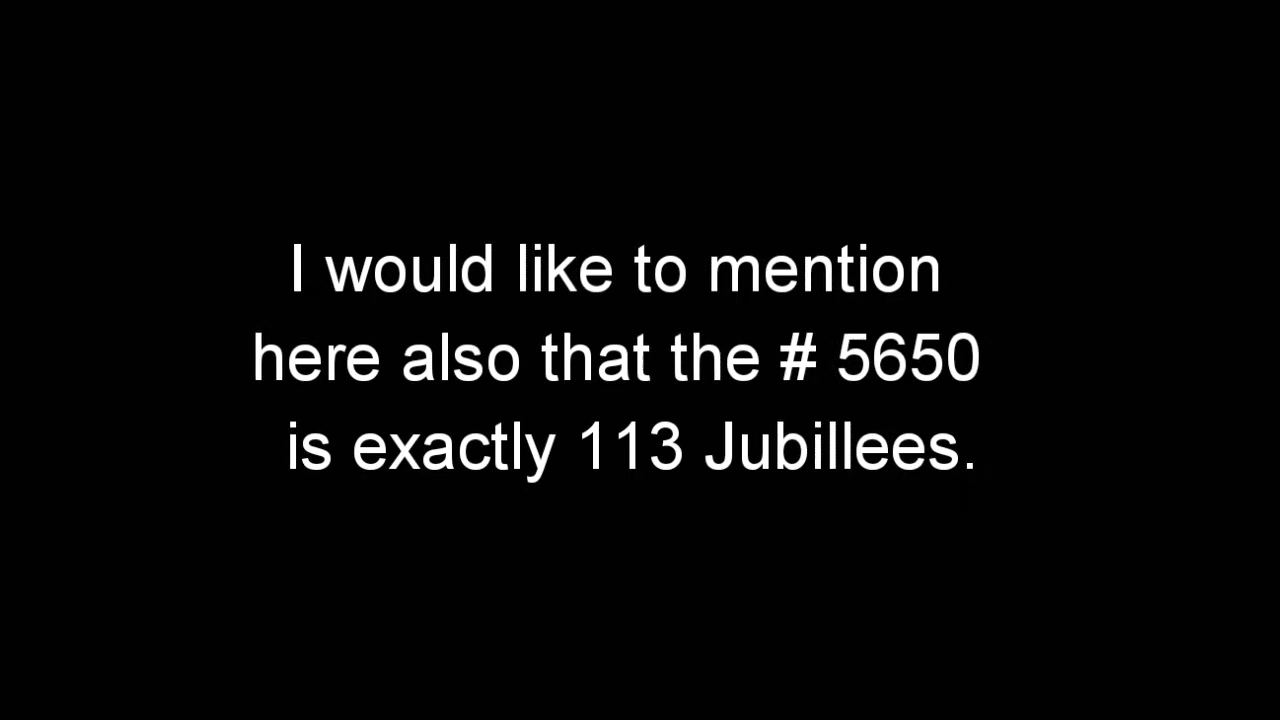 I would like to mention
here also that the # 5650
is exactly 113 Jubillees.